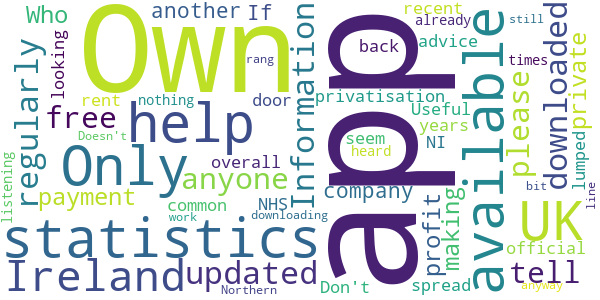 Who
another
If
recent
already
still
looking
Own
rang
back
advice
times
rent
nothing
door
privatisation
free
Useful
years
private
regularly
help
Information
app
available
please
downloaded
Doesn't
seem
heard
NI
lumped
Only
anyone
overall
listening
payment
common
NHS
company
profit
making
bit
line
work
downloading
UK
statistics
official
Ireland
updated
Northern
Don't
spread
tell
anyway